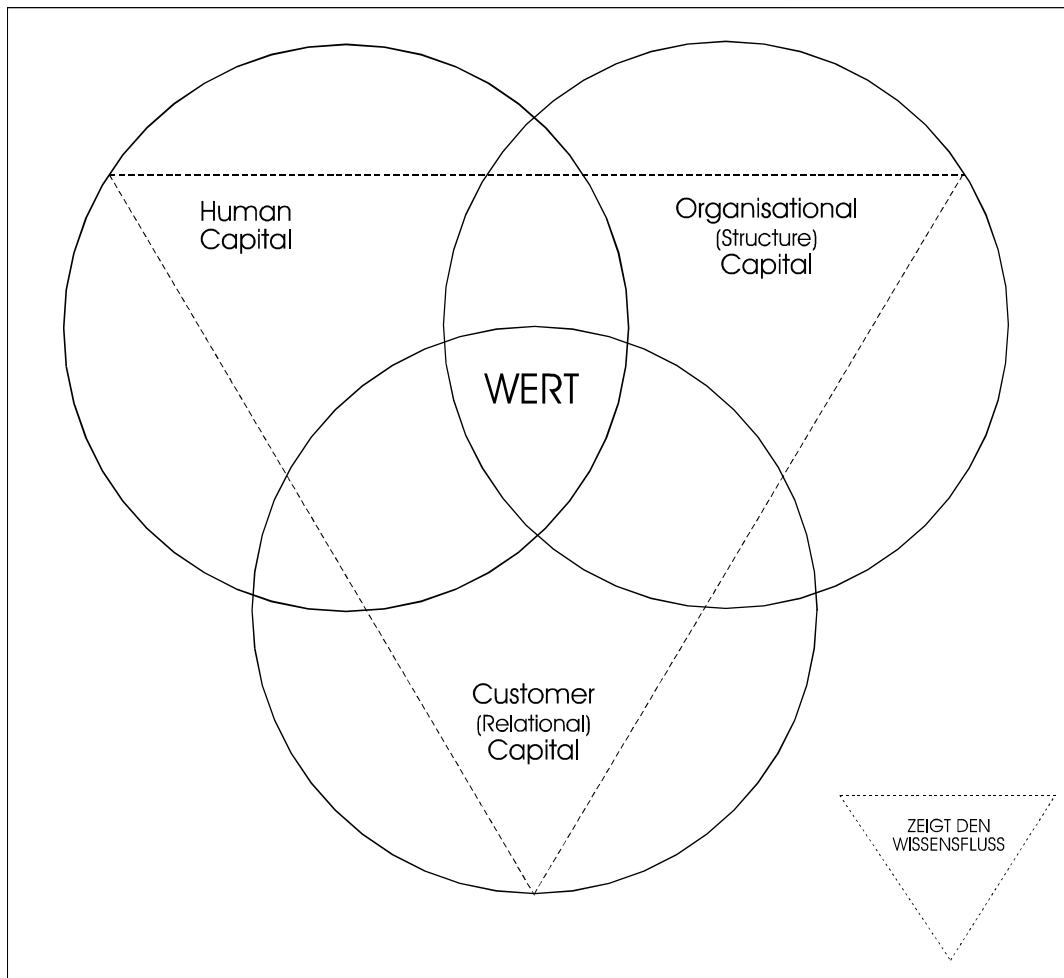 Human
Capital
Organisational
(Structure)
Capital
WERT
Customer
(Relational)
Capital
ZEIGT DEN
WISSENSFLUSS